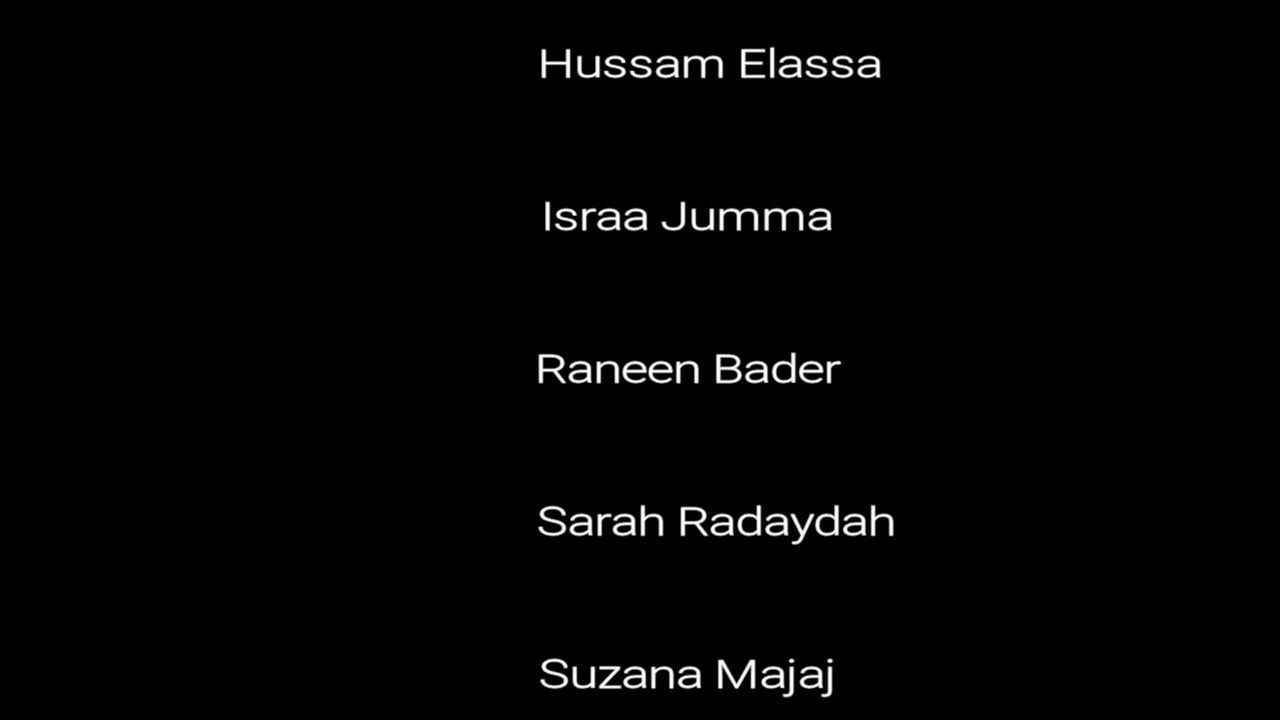 Hussam Elassa
Israa Jumma
Raneen Bader
Sarah Radaydah
Suzana Majaj